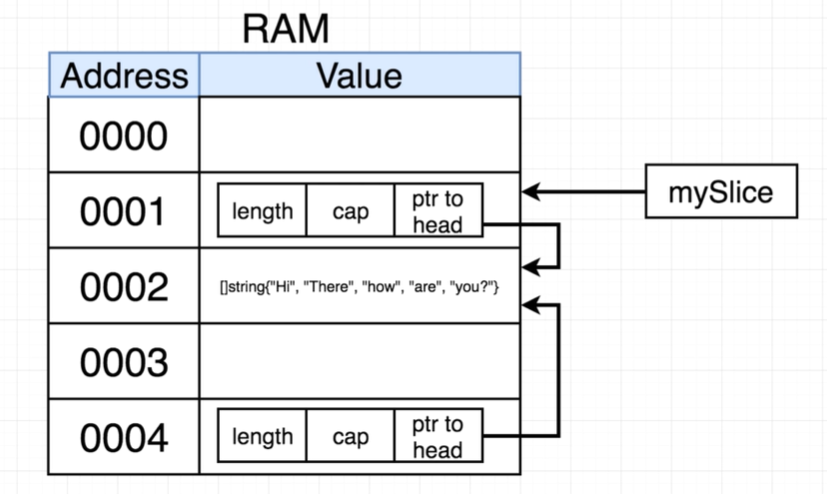 RAM
Address Value
0000
0001 length cap ptr to
head
mySlice
0002 []string{"Hi", "There", "how", "are", "you?"}
0003
0004 length cap ptr to
head